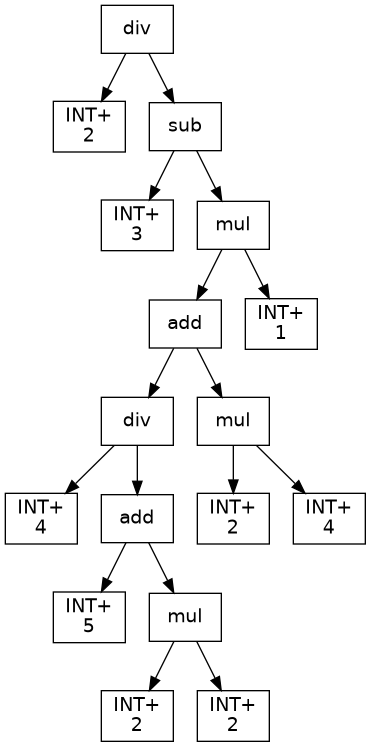 div
INT+
2
sub
INT+
3
mul
add
INT+
1
div
mul
INT+
4
add
INT+
2
INT+
4
INT+
5
mul
INT+
2
INT+
2